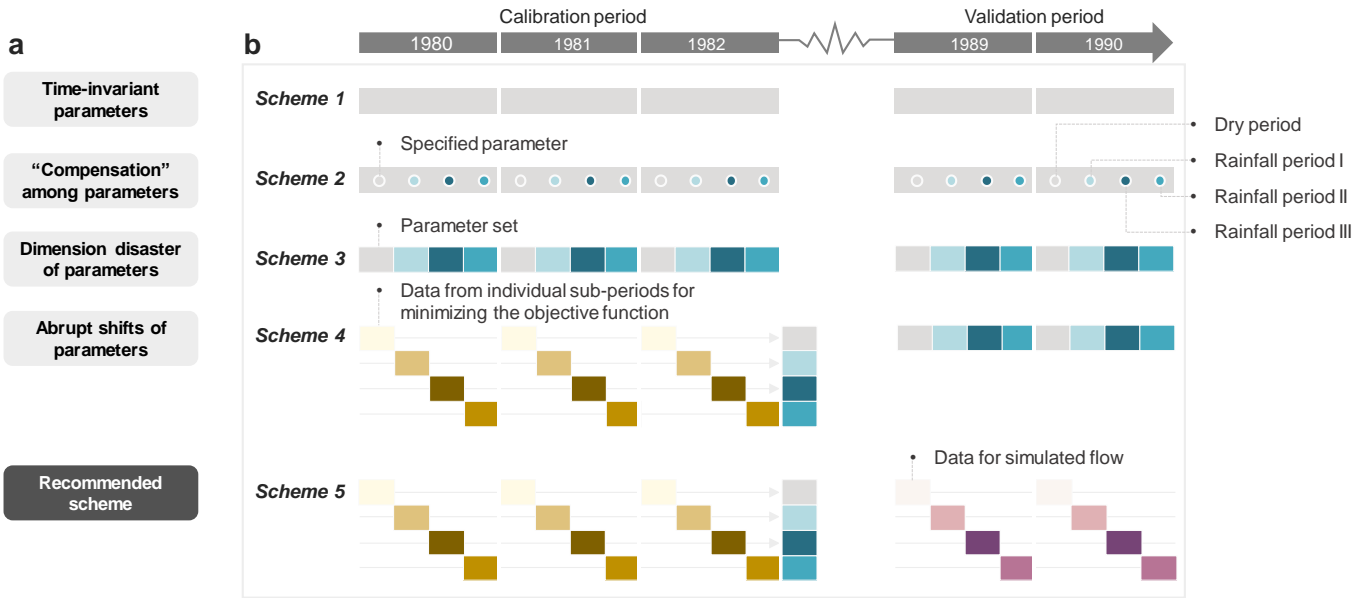 a
Time-invariant
parameters
“Compensation”
among parameters
Dimension disaster
of parameters
Abrupt shifts of
parameters
Recommended
scheme
b
Calibration period
Validation period
1980
1981
1982
1989
1990
Scheme 1
• Specified parameter
Scheme 2
• Dry period
• Rainfall period I
• Rainfall period II
• Rainfall period III
• Parameter set
Scheme 3
• Data from individual sub-periods for
minimizing the objective function
Scheme 4
• Data for simulated flow
Scheme 5